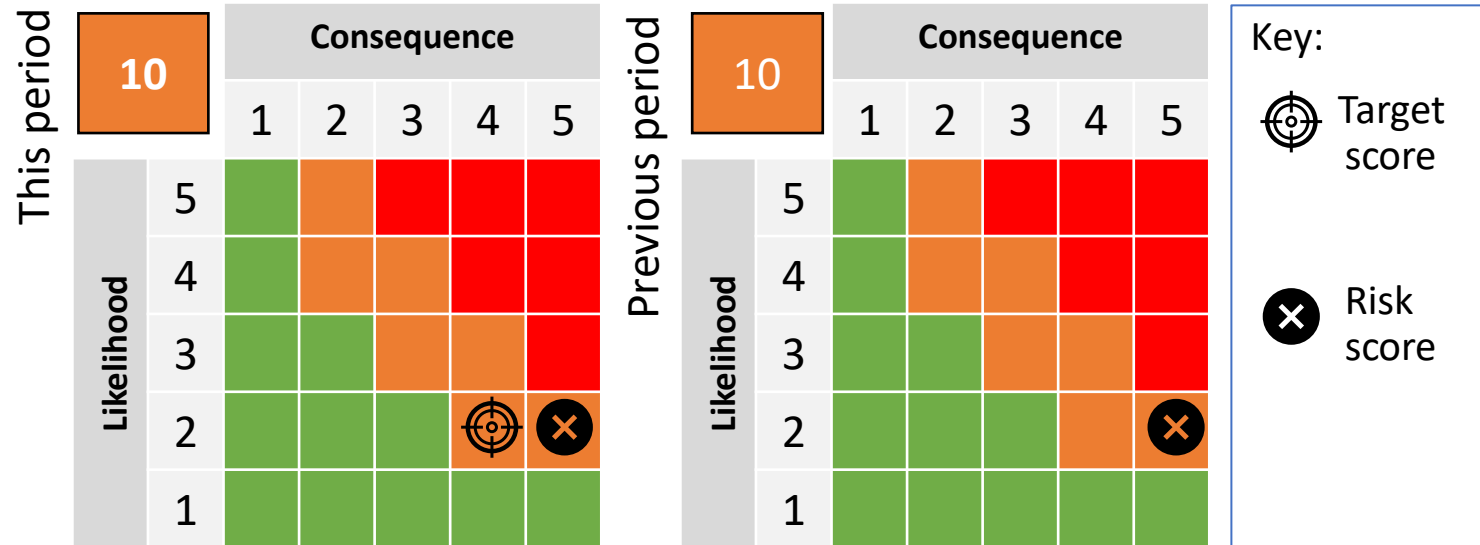 This period
10
Consequence
1 2 3 4 5
Likelihood
5
4
3
2
1
Previous period
10
Consequence
1 2 3 4 5
Likelihood
5
4
3
2
1
Key:
Target
score
Risk
score